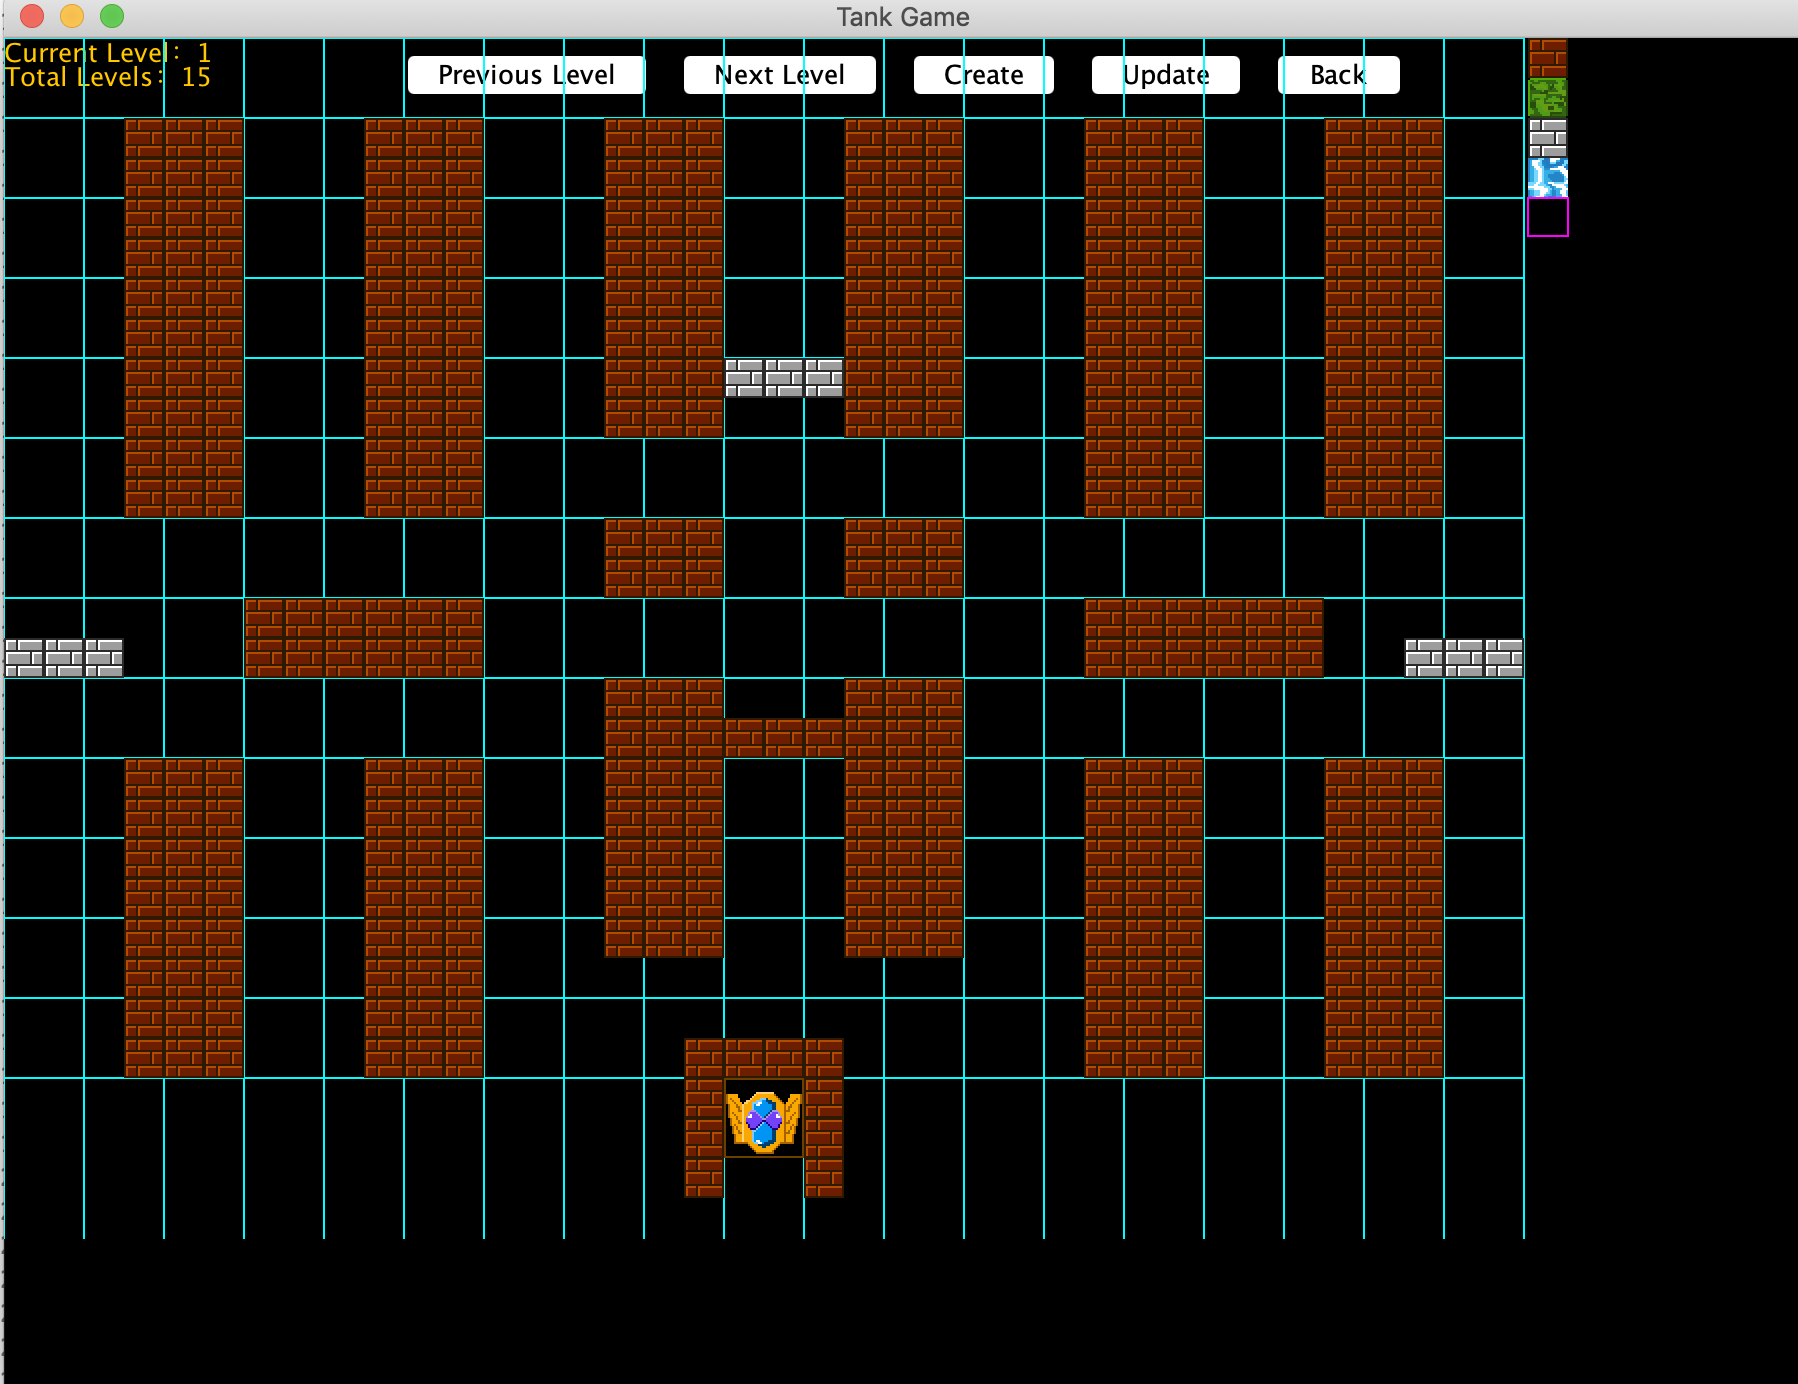 Tank Game
Current Level: 1
Total Levels: 15
Previous Level
Next Level
Create
Update
Back